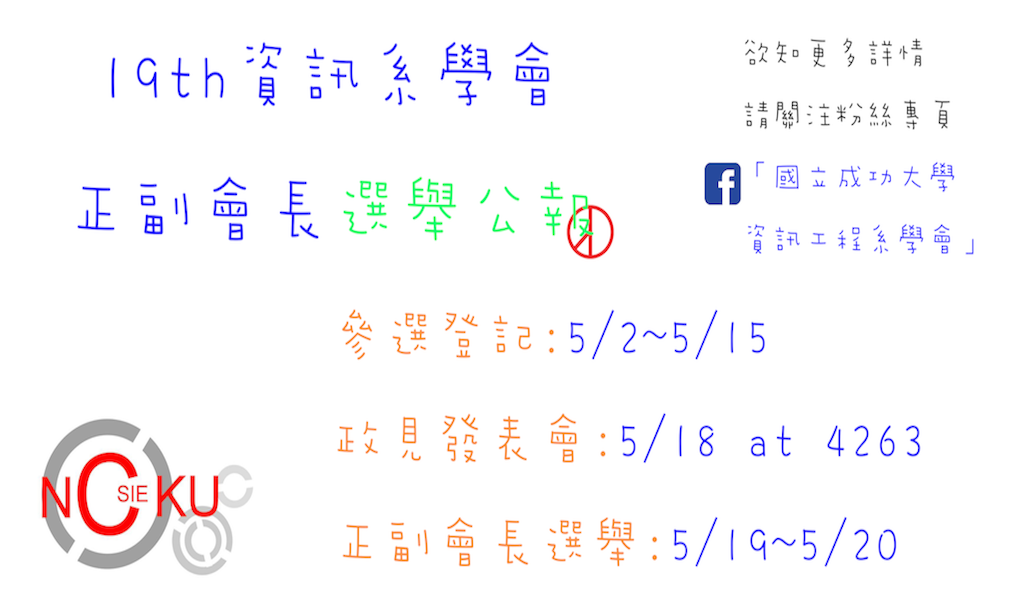 19th資訊系學會
正副會長選舉公報
欲知更多詳情
請關注粉絲專頁
f「國立成功大學
資訊工程系學會」
參選登記:5/2~5/15
政見發表會:5/18 at 4263
正副會長選舉:5/19~5/20
NCKU
SIE